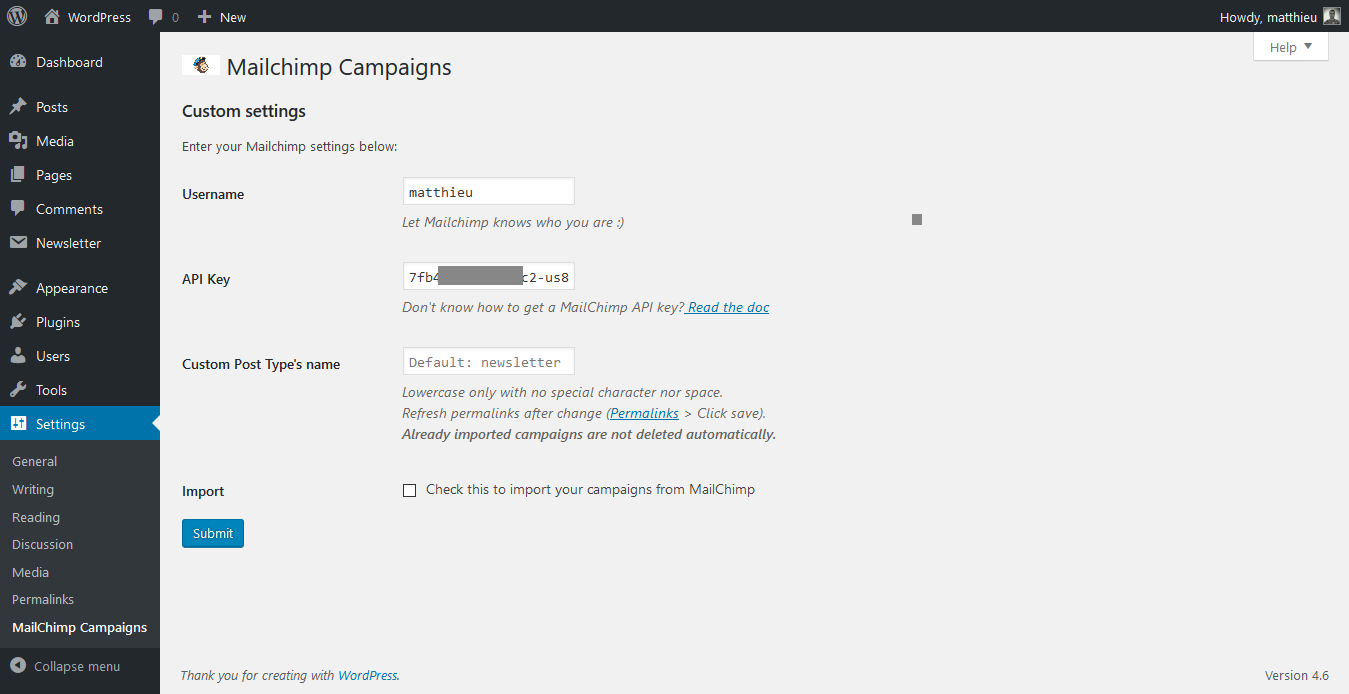 WordPress 0 New Howdy, matthieu
Help
Dashboard
Posts
Media
Pages
Comments
Newsletter
Appearance
Plugins
Users
Tools
Settings
General
Writing
Reading
Discussion
Media
Permalinks
MailChimp Campaigns
Collapse menu
Mailchimp Campaigns
Custom settings
Enter your Mailchimp settings below:
Username
matthieu
Let Mailchimp knows who you are :)
API Key
7fb4 c2-us8
Don't know how to get a MailChimp API key? Read the doc
Custom Post Type's name
Default: newsletter
Lowercase only with no special character nor space.
Refresh permalinks after change (Permalinks > Click save).
Already imported campaigns are not deleted automatically.
Import
Check this to import your campaigns from MailChimp
Submit
Thank you for creating with WordPress.
Version 4.6